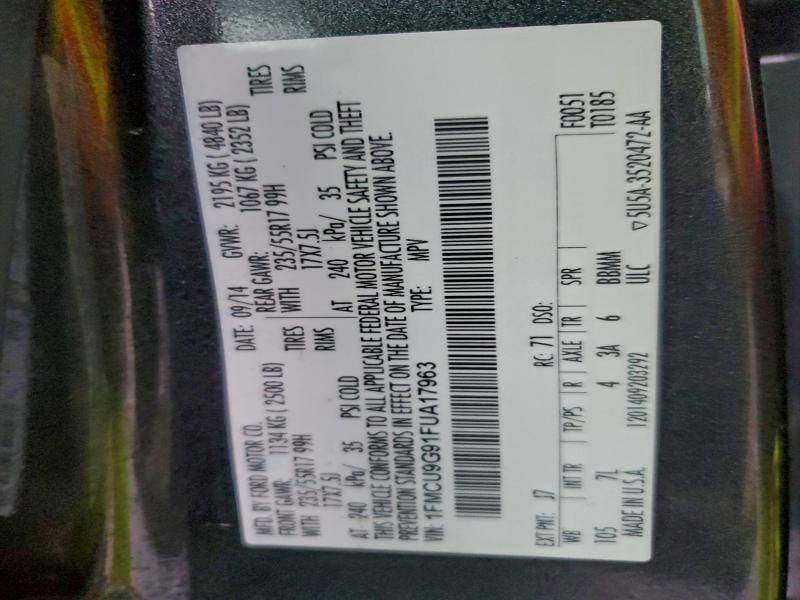 MFD. BY FORD MOTOR CO. DATE: 09/14 GVWR: 2195 KG ( 4840 LB)
FRONT GAWR: 1134 KG ( 2500 LB) REAR GAWR: 1067 KG ( 2352 LB)
WITH 235/55R17 99H TIRES WITH 235/55R17 99H TIRES
17X7.5J RIMS 17X7.5J RIMS
AT 240 kPa/ 35 PSI COLD AT 240 kPa/ 35 PSI COLD
THIS VEHICLE CONFORMS TO ALL APPLICABLE FEDERAL MOTOR VEHICLE SAFETY AND THEFT
PREVENTION STANDARDS IN EFFECT ON THE DATE OF MANUFACTURE SHOWN ABOVE.
VIN: 1FMCU9G91FUA17963 TYPE: MPV
EXT PNT: J7 RC: 71 DSO: F0051
WB INT TR TP/PS R AXLE TR SPR T0185
105 7L 4 3A 6 BBMM
MADE IN U.S.A. 1201409203292 ULC ▽5U5A-3520472-AA